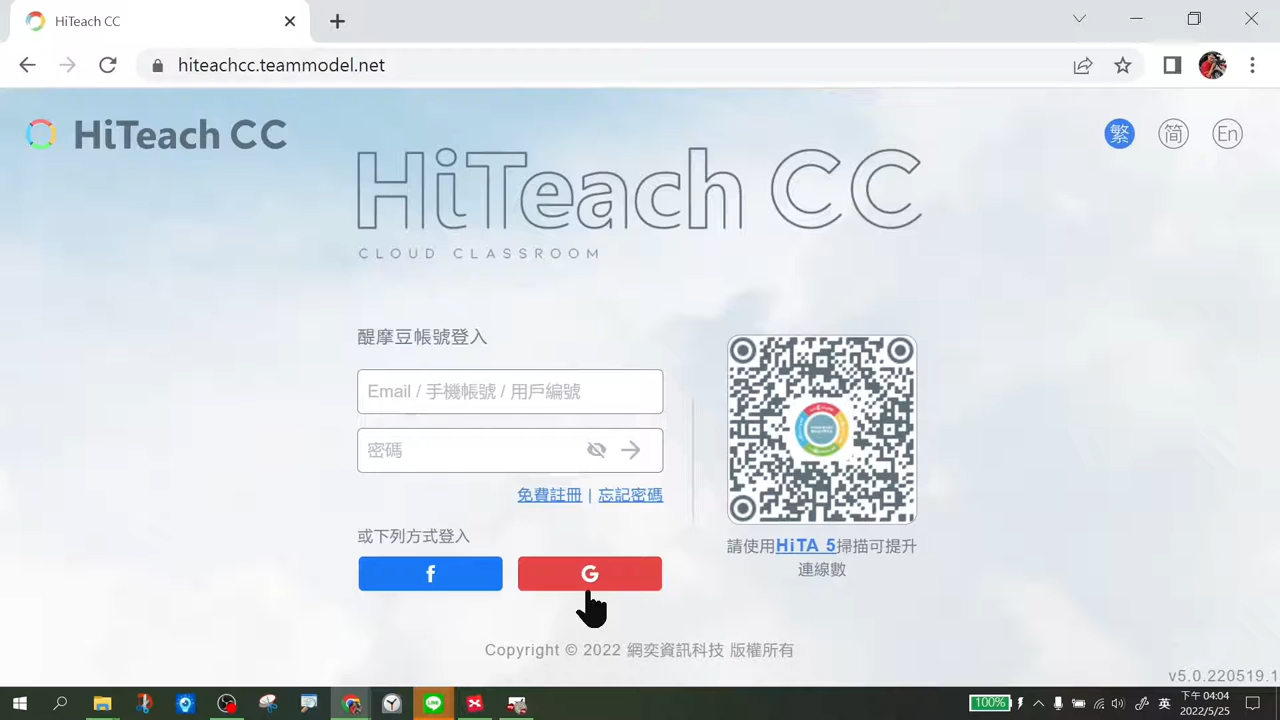 HiTeach CC
hiteachcc.teammodel.net
HiTeach CC
繁 简 En
HiTeach CC
CLOUD CLASSROOM
醍摩豆帳號登入
Email / 手機帳號 / 用戶編號
密碼
免費註冊 | 忘記密碼
或下列方式登入
f G
請使用HiTA 5掃描可提升
連線數
Copyright © 2022 網奕資訊科技 版權所有
v5.0.220519.1
100%
英
下午 04:04
2022/5/25